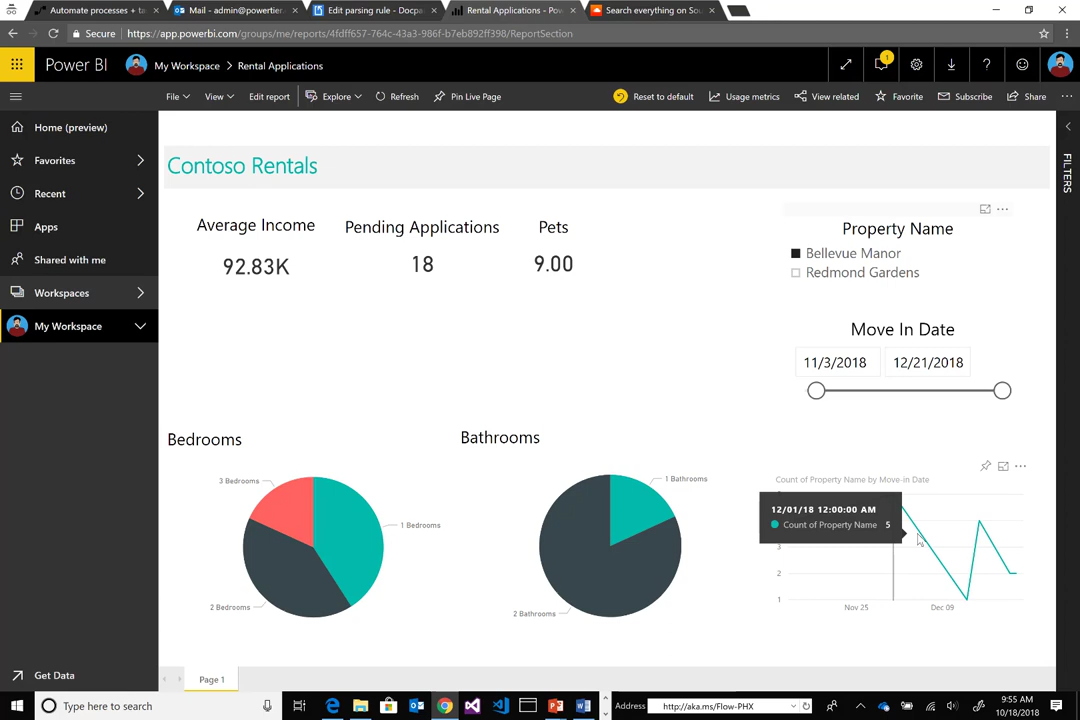 Automate processes + ta
Mail - admin@powertier
Edit parsing rule - Docpa
Rental Applications - Pow
Search everything on Sou
Secure
https://app.powerbi.com/groups/me/reports/4fdff657-764c-43a3-986f-b7eb892ff398/ReportSection
Power BI
My Workspace > Rental Applications
1
File
View
Edit report
Explore
Refresh
Pin Live Page
Reset to default
Usage metrics
View related
Favorite
Subscribe
Share
Home (preview)
Favorites
Recent
Apps
Shared with me
Workspaces
My Workspace
Get Data
FILTERS
Contoso Rentals
Average Income
92.83K
Pending Applications
18
Pets
9.00
Property Name
Bellevue Manor
Redmond Gardens
Move In Date
11/3/2018
12/21/2018
Bedrooms
3 Bedrooms
1 Bedrooms
2 Bedrooms
Bathrooms
1 Bathrooms
2 Bathrooms
Count of Property Name by Move-in Date
12/01/18 12:00:00 AM
Count of Property Name 5
3
2
1
Nov 25
Dec 09
Page 1
Type here to search
Address
http://aka.ms/Flow-PHX
9:55 AM
10/18/2018